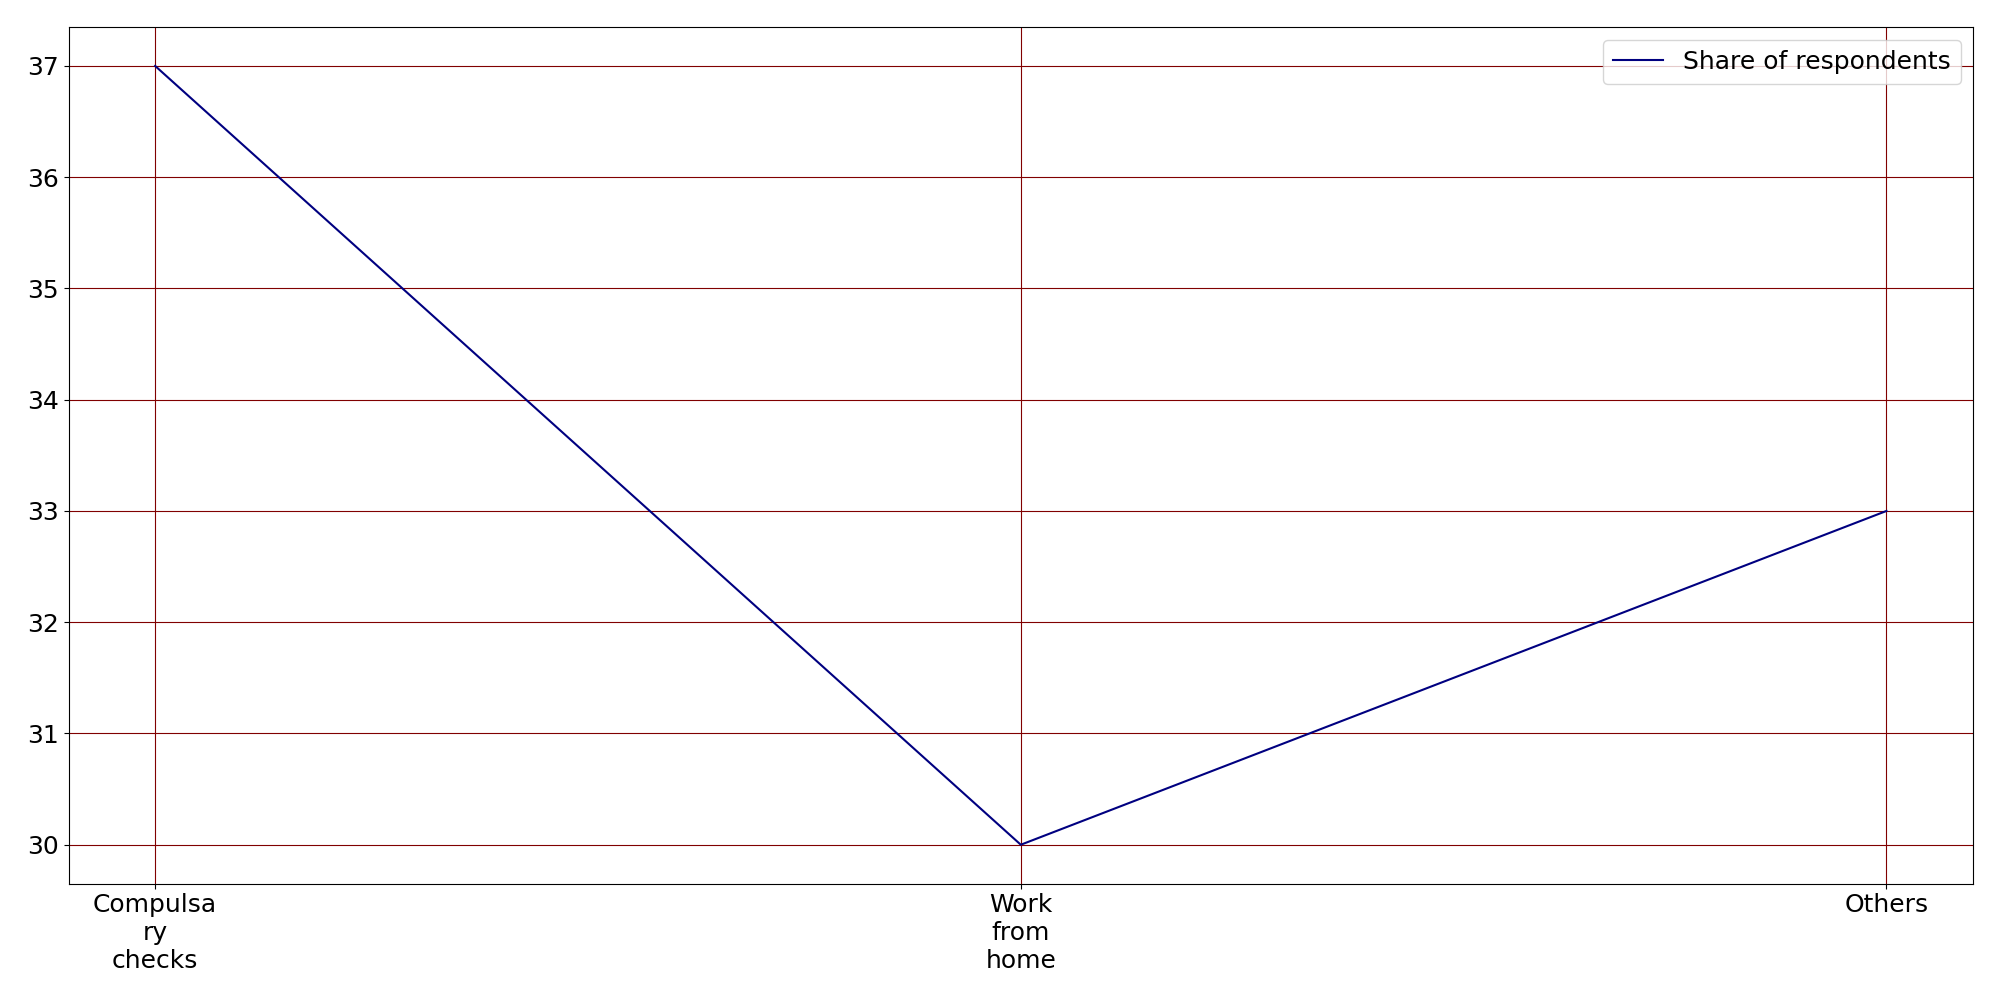 37
36
35
34
33
32
31
30
Share of respondents
Compulsa
ry
checks
Work
from
home
Others